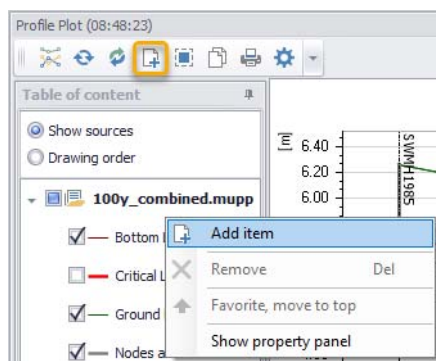 Profile Plot (08:48:23)
Table of content
Show sources
Drawing order
100y_combined.mupp
Bottom
Critical L
Ground
Nodes a
Add item
Remove Del
Favorite, move to top
Show property panel
[m]
6.40
6.20
6.00
SWMH1985